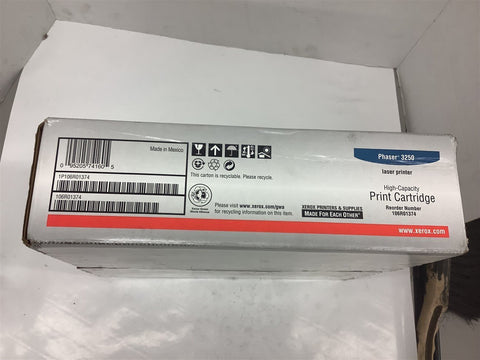 0 95205 74160 5
Made in Mexico
1P106R01374
106R01374
This carton is recyclable. Please recycle.
Please visit www.xerox.com/gwa
for recycling information on this item.
XEROX PRINTERS & SUPPLIES
MADE FOR EACH OTHER®
Phaser® 3250
laser printer
High-Capacity
Print Cartridge
Reorder Number
106R01374
www.xerox.com